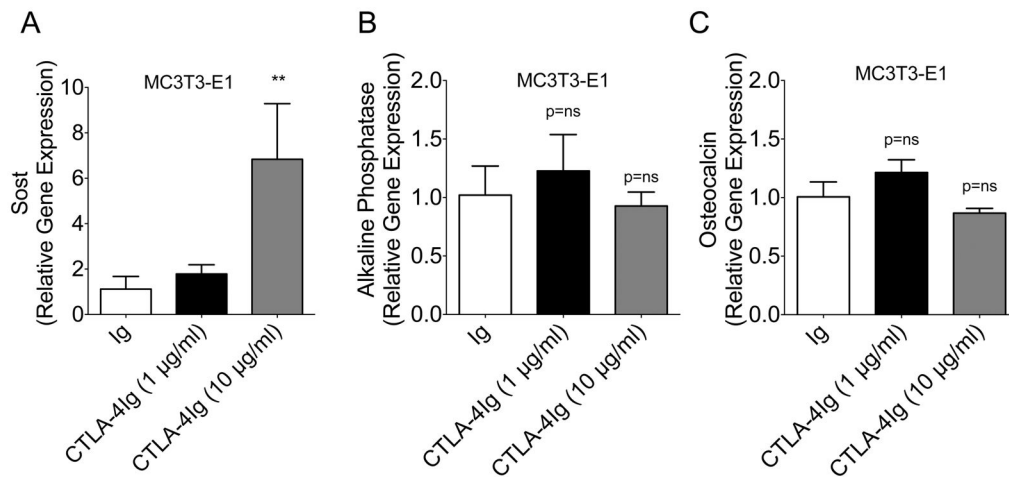 A
MC3T3-E1
**
Sost
(Relative Gene Expression)
10
8
6
4
2
0
Ig
CTLA-4Ig (1 µg/ml)
CTLA-4Ig (10 µg/ml)
B
MC3T3-E1
p=ns
p=ns
Alkaline Phosphatase
(Relative Gene Expression)
2.0
1.5
1.0
0.5
0.0
Ig
CTLA-4Ig (1 µg/ml)
CTLA-4Ig (10 µg/ml)
C
MC3T3-E1
p=ns
p=ns
Osteocalcin
(Relative Gene Expression)
2.0
1.5
1.0
0.5
0.0
Ig
CTLA-4Ig (1 µg/ml)
CTLA-4Ig (10 µg/ml)